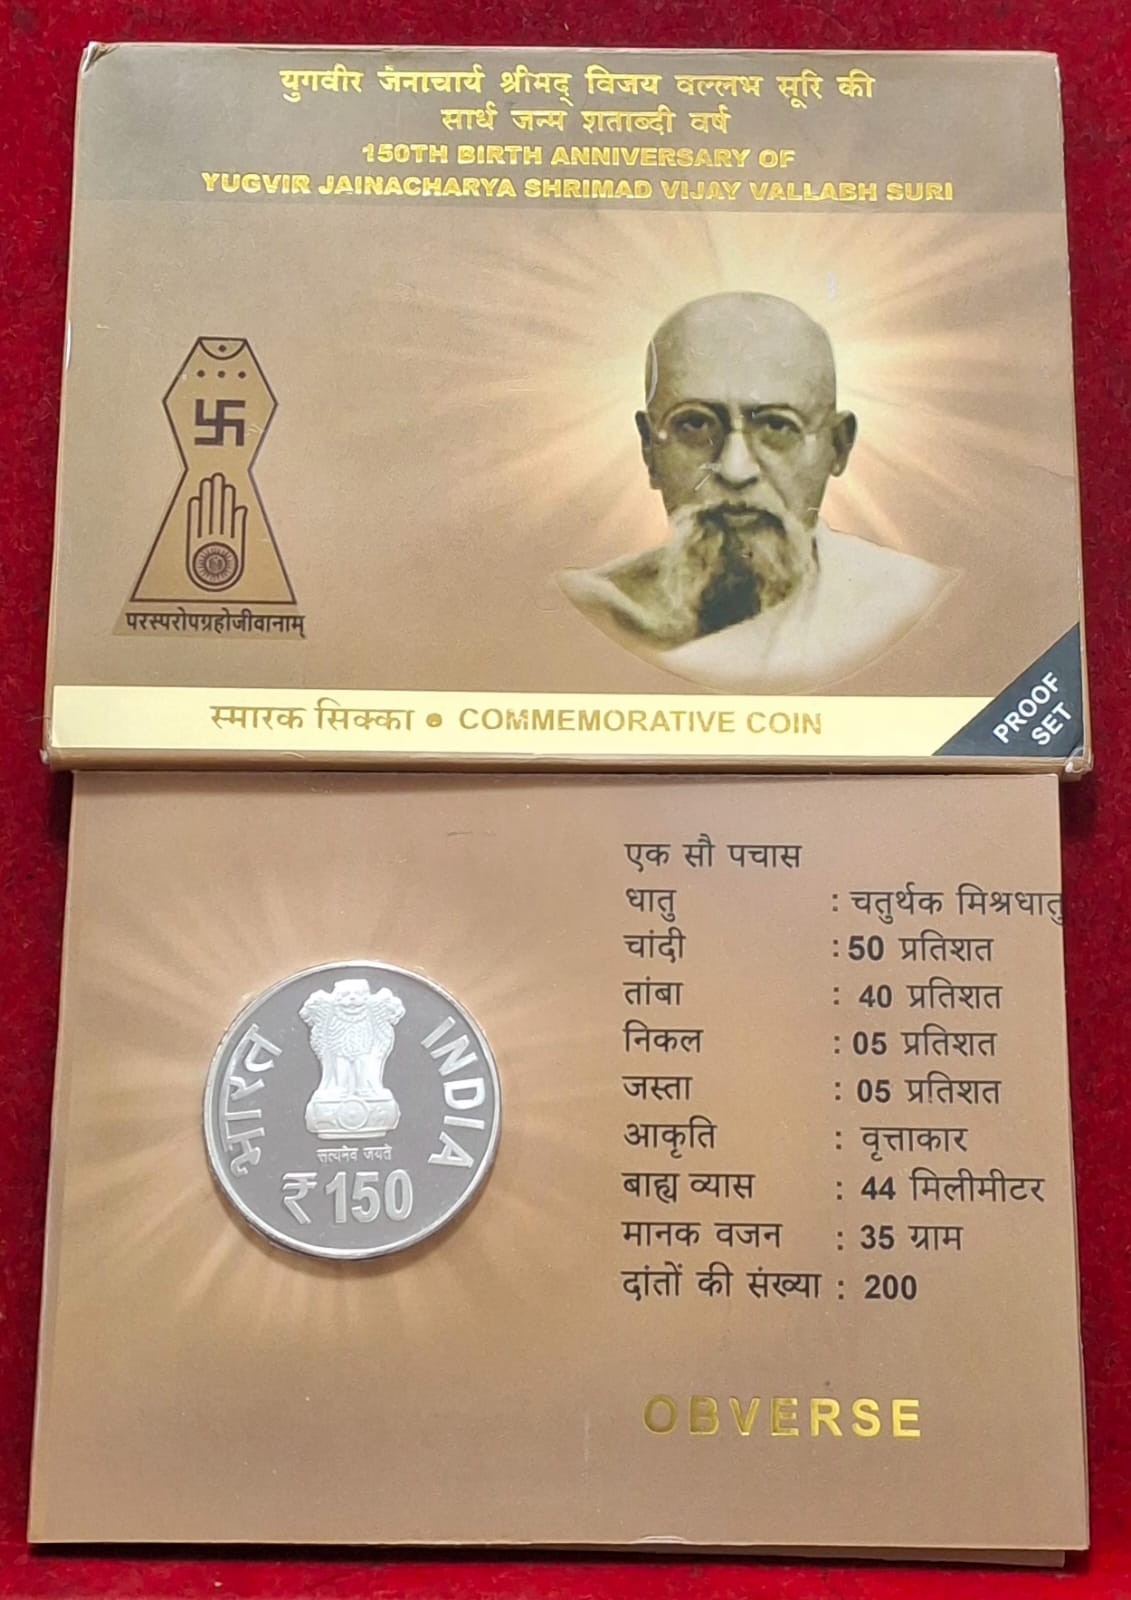 युगवीर जैनाचार्य श्रीमद् विजय वल्लभ सूरि की
सार्ध जन्म शताब्दी वर्ष
150TH BIRTH ANNIVERSARY OF
YUGVIR JAINACHARYA SHRIMAD VIJAY VALLABH SURI
परस्परोपग्रहोजीवानाम्
स्मारक सिक्का • COMMEMORATIVE COIN
PROOF
SET
एक सौ पचास
धातु : चतुर्थक मिश्रधातु
चांदी : 50 प्रतिशत
तांबा : 40 प्रतिशत
निकल : 05 प्रतिशत
जस्ता : 05 प्रतिशत
आकृति : वृत्ताकार
बाह्य व्यास : 44 मिलीमीटर
मानक वजन : 35 ग्राम
दांतों की संख्या : 200
भारत
INDIA
सत्यमेव जयते
₹150
OBVERSE